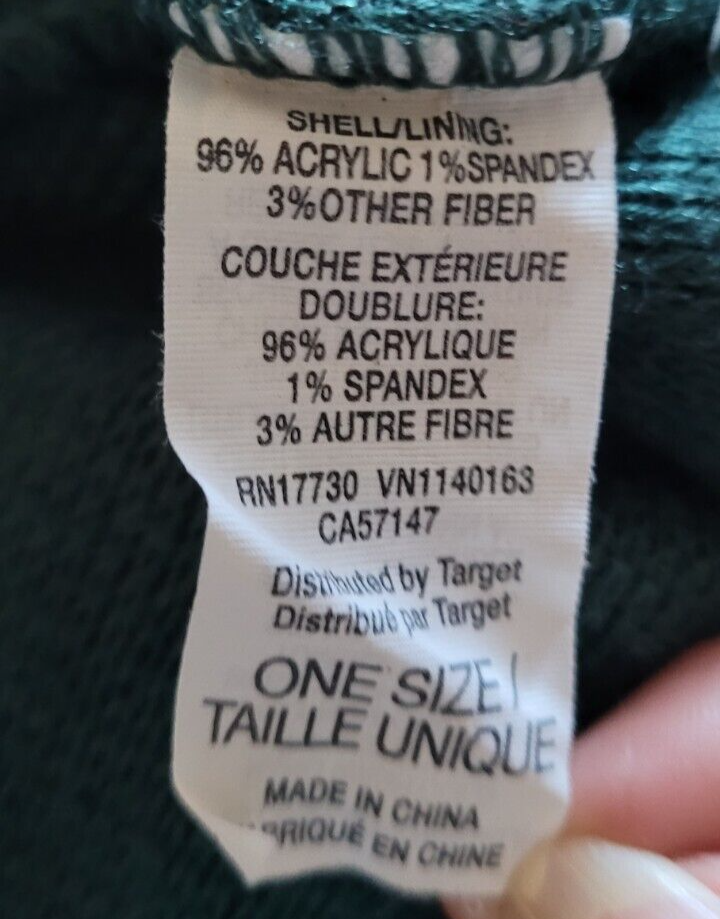 SHELL/LINING:
96% ACRYLIC 1%SPANDEX
3%OTHER FIBER
COUCHE EXTÉRIEURE
DOUBLURE:
96% ACRYLIQUE
1% SPANDEX
3% AUTRE FIBRE
RN17730 VN1140163
CA57147
Distributed by Target
Distribué par Target
ONE SIZE/
TAILLE UNIQUE
MADE IN CHINA
BRIQUÉ EN CHINE